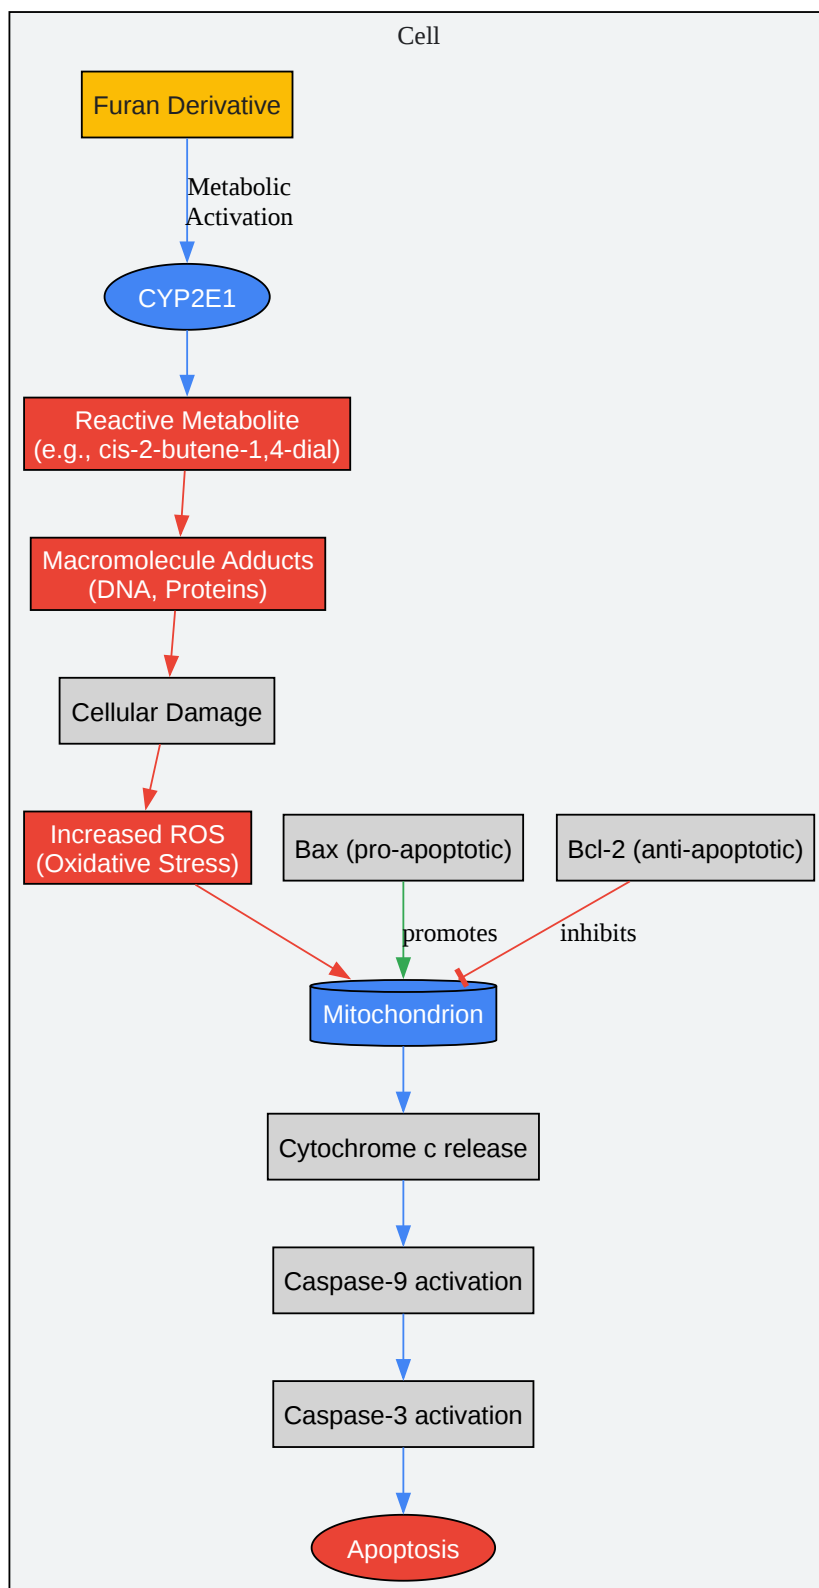 Cell
Furan Derivative
Metabolic
Activation
CYP2E1
Reactive Metabolite
(e.g., cis-2-butene-1,4-dial)
Macromolecule Adducts
(DNA, Proteins)
Cellular Damage
Increased ROS
(Oxidative Stress)
Bax (pro-apoptotic)
Bcl-2 (anti-apoptotic)
promotes
inhibits
Mitochondrion
Cytochrome c release
Caspase-9 activation
Caspase-3 activation
Apoptosis